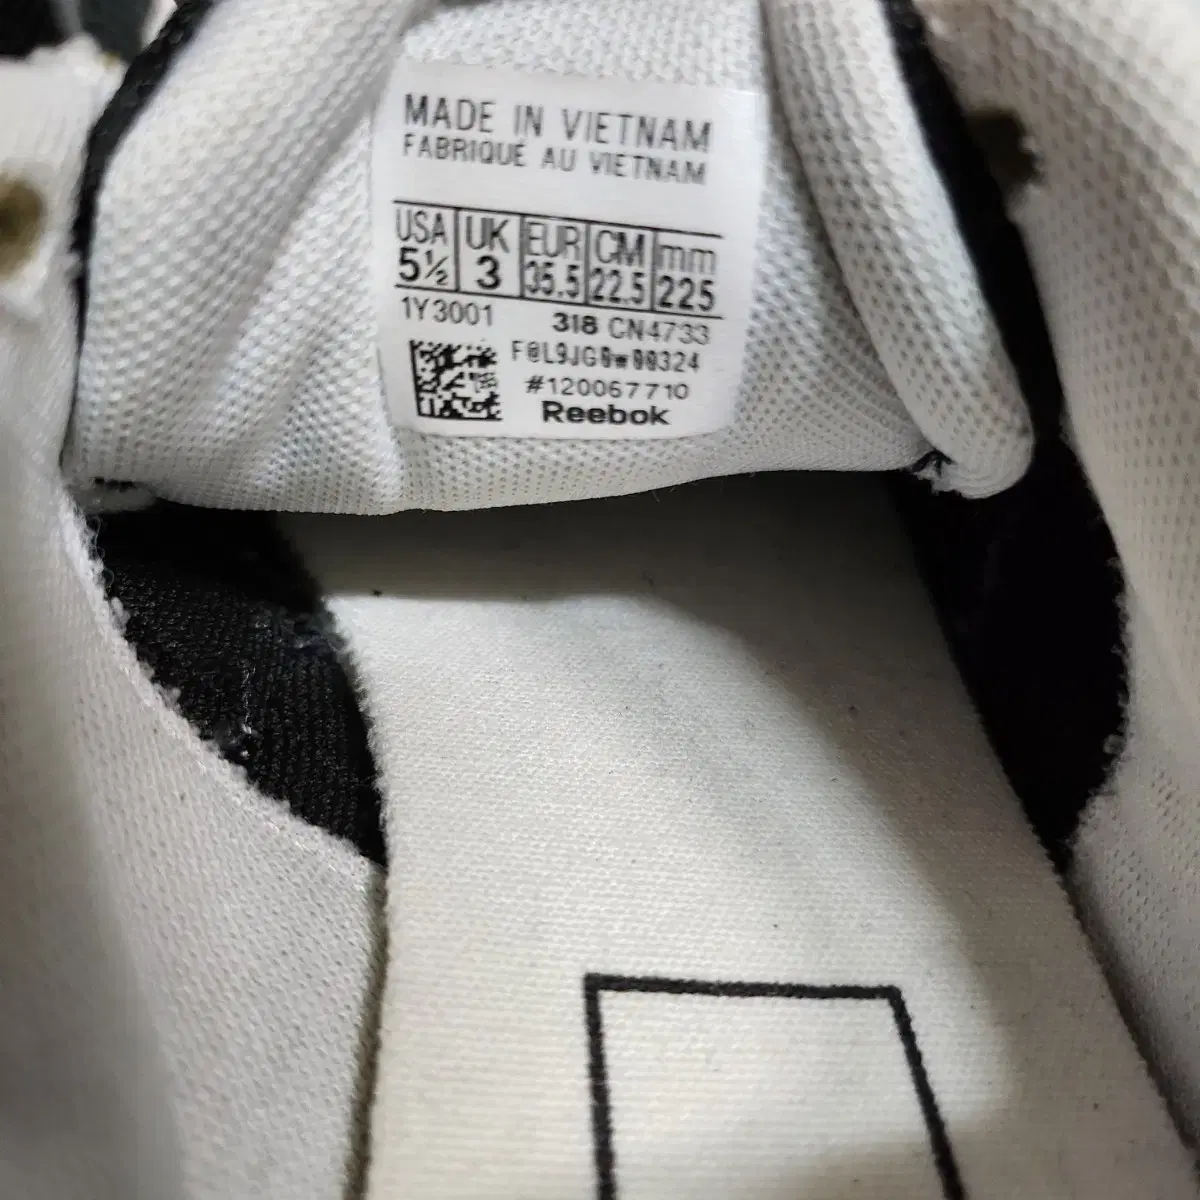 MADE IN VIETNAM
FABRIQUÉ AU VIETNAM
USA UK EUR CM mm
5½ 3 35.5 22.5 225
1Y3001 318 CN4733
F@L9JG0w00324
#120067710
Reebok